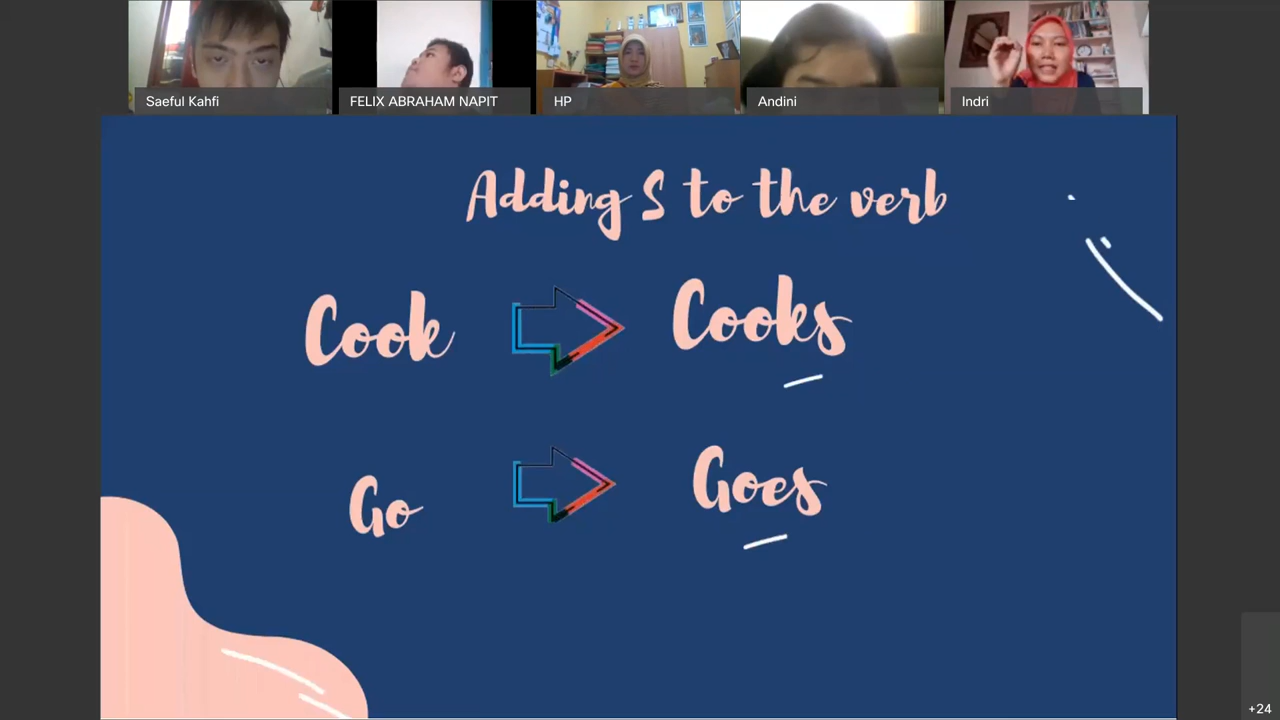 Saeful Kahfi
FELIX ABRAHAM NAPIT
HP
Andini
Indri
Adding S to the verb
Cook
Cooks
Go
Goes
+24